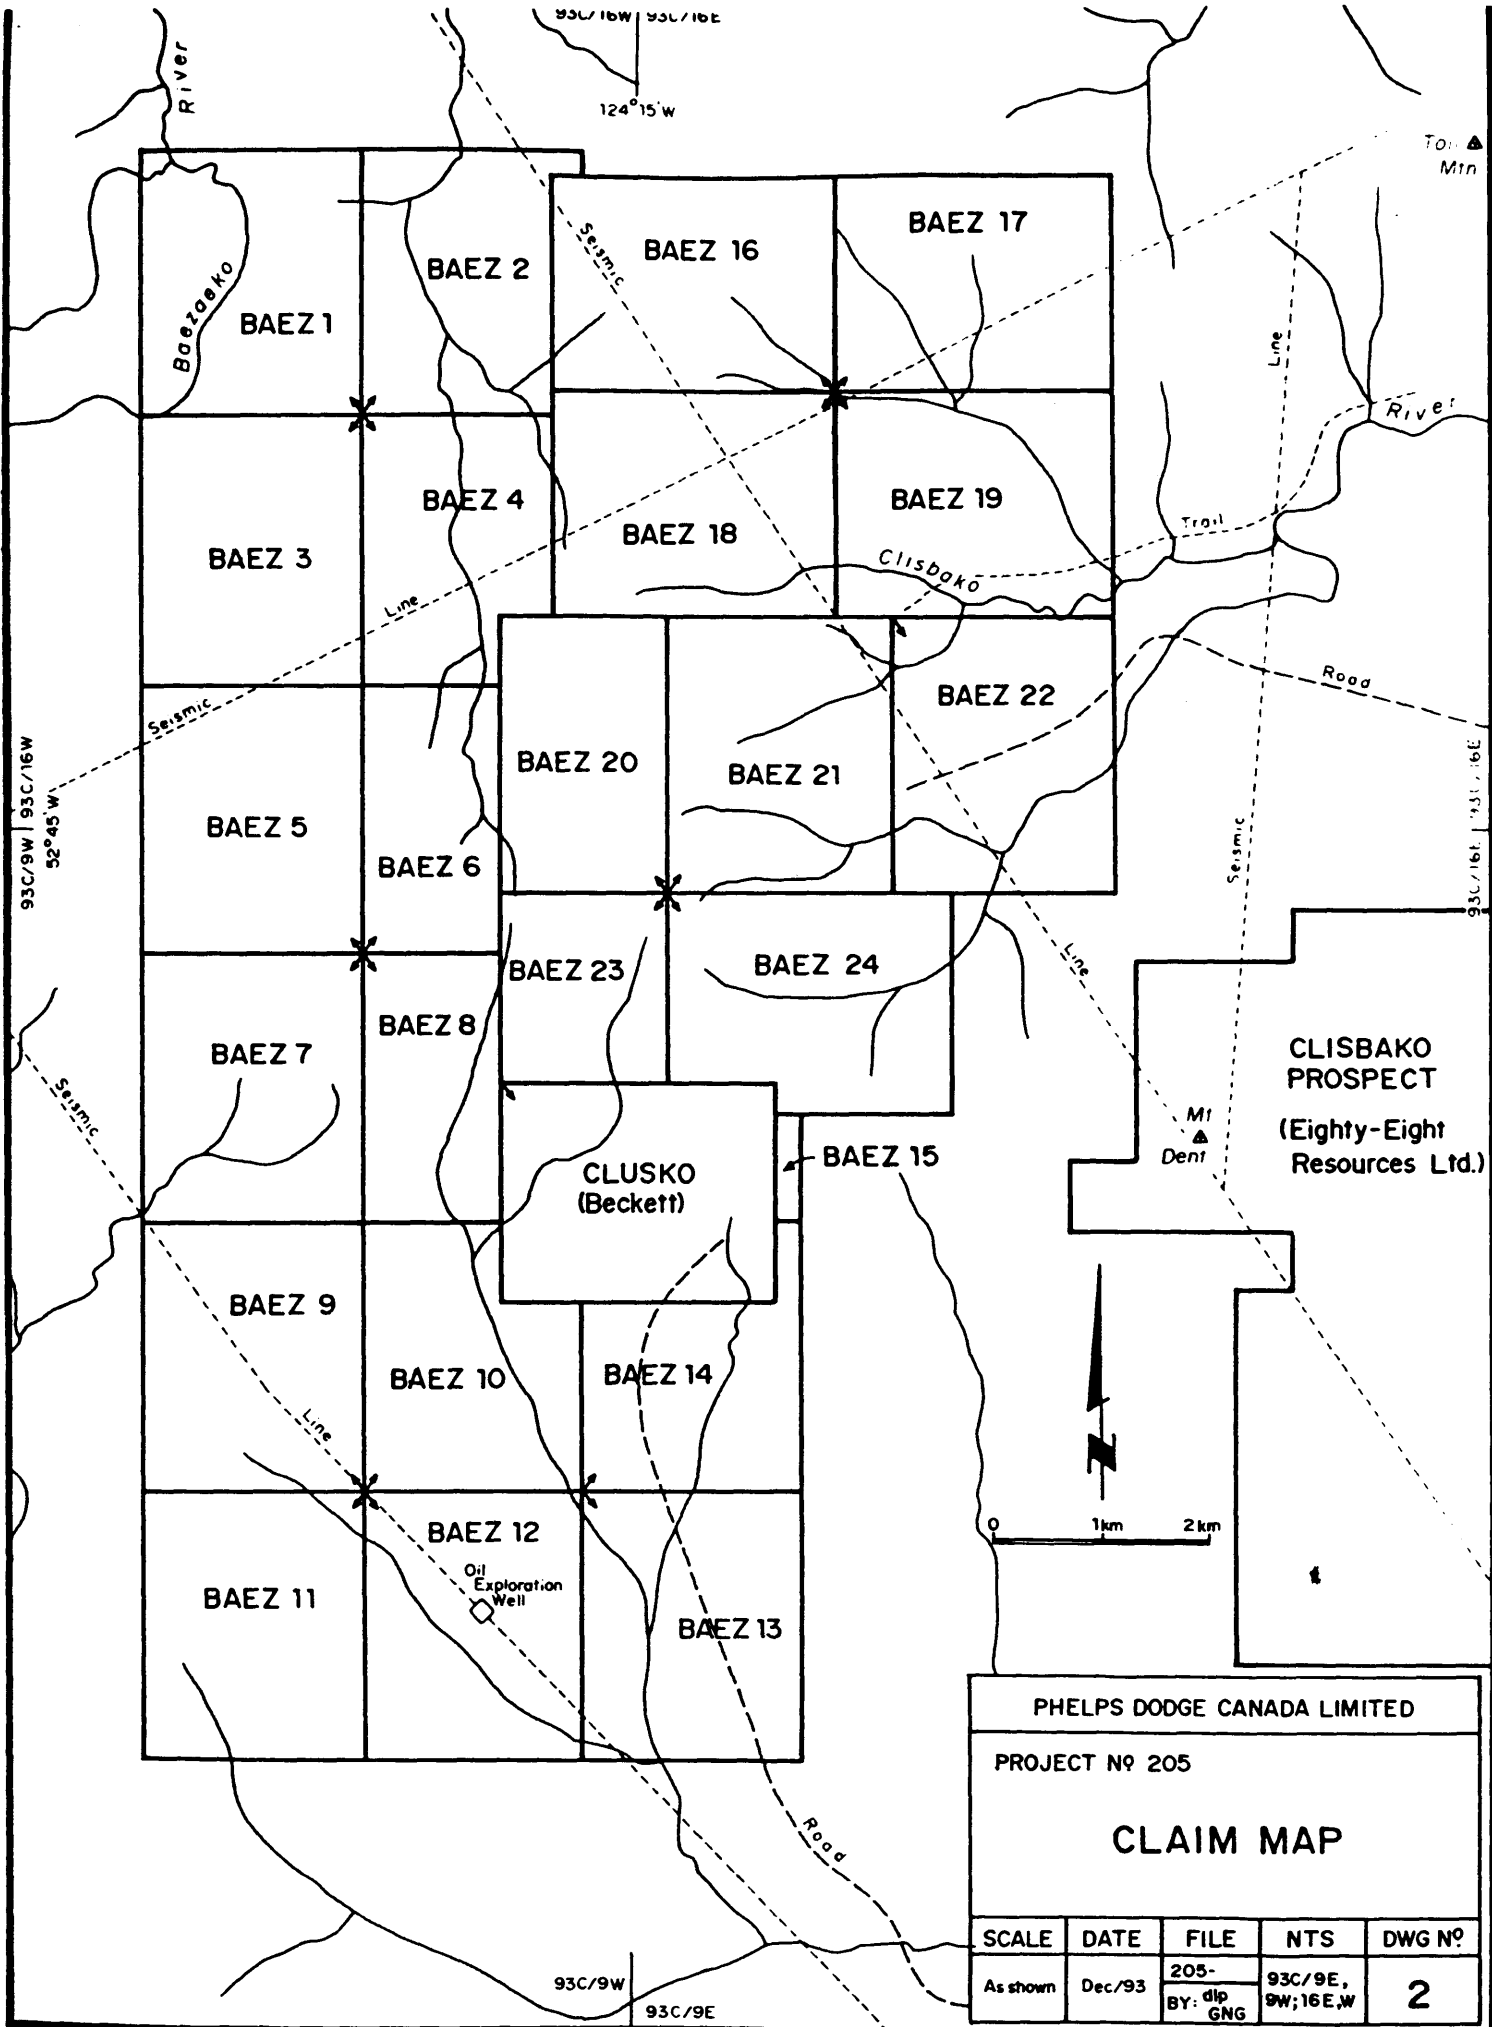 93C/16W | 93C/16E
124°15'W
River
Mtn
BAEZ 17
BAEZ 16
Seismic
BAEZ 2
Baezaeko
BAEZ 1
Line
River
BAEZ 4
BAEZ 19
BAEZ 18
Trail
BAEZ 3
Clisbako
Line
Road
BAEZ 22
Seismic
BAEZ 20
BAEZ 21
93C/9W | 93C/16W
52°45'W
BAEZ 5
BAEZ 6
Seismic
93C/16E
BAEZ 23
BAEZ 24
Line
BAEZ 8
BAEZ 7
CLISBAKO
PROSPECT
(Eighty-Eight
Resources Ltd.)
Seismic
Mt
Dent
BAEZ 15
CLUSKO
(Beckett)
BAEZ 9
BAEZ 10
BAEZ 14
Line
0 1km 2km
BAEZ 12
Oil
Exploration
Well
BAEZ 11
BAEZ 13
PHELPS DODGE CANADA LIMITED
PROJECT Nº 205
CLAIM MAP
Road
SCALE DATE FILE NTS DWG Nº
As shown Dec/93 205- 93C/9E, 2
BY: dlp 9W; 16E,W
GNG
93C/9W
93C/9E